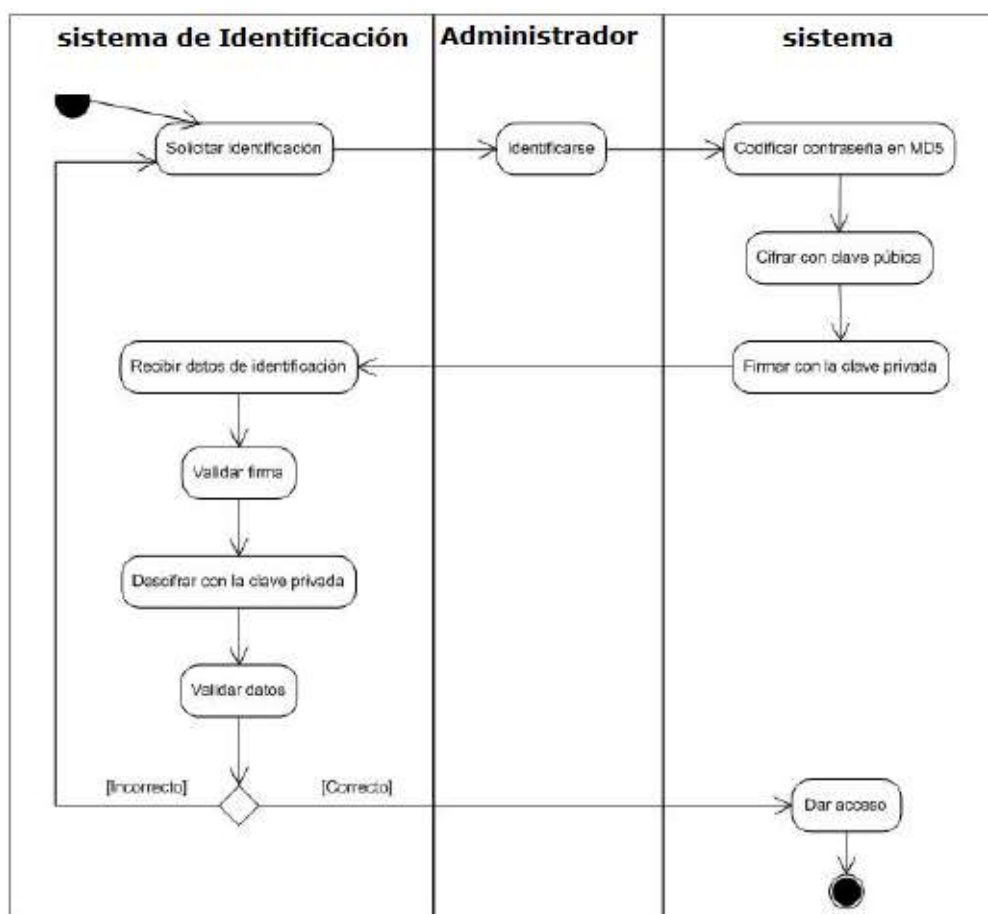 sistema de Identificación
Administrador
sistema
Solicitar identificación
Identificarse
Codificar contraseña en MD5
Cifrar con clave púbica
Recibir datos de identificación
Firmar con la clave privada
Validar firma
Descifrar con la clave privada
Validar datos
[Incorrecto]
[Correcto]
Dar acceso